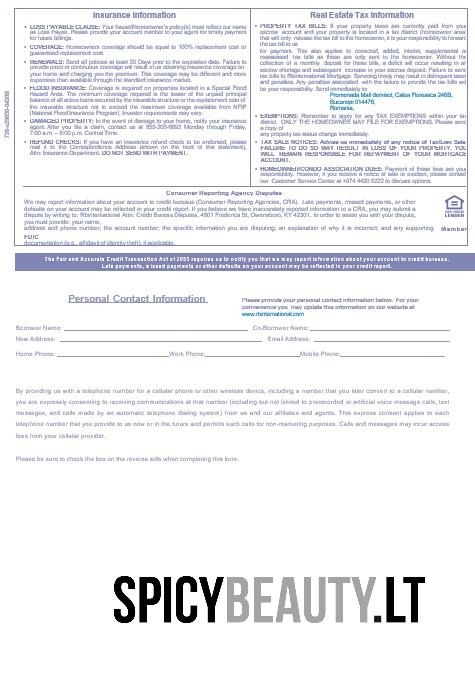 Insurance Information
• LOSS PAYABLE CLAUSE: Your hazard/homeowner's policy(s) must reflect our name
as Loss Payee. Please provide your account number to your agent for timely payment
for future billings.
• COVERAGE: Homeowners coverage should be equal to 100% replacement cost or
guaranteed replacement cost.
• RENEWALS: Send all policies at least 30 Days prior to the expiration date. Failure to
provide proof of continuous coverage will result in us obtaining insurance coverage on
your home and charging you the premium. This coverage may be different and more
expensive than available through the standard insurance market.
• FLOOD INSURANCE: Coverage is required on properties located in a Special Flood
Hazard Area. The minimum coverage required is the lesser of the unpaid principal
balance of all active loans secured by the insurable structure or the replacement cost of
the insurable structure not to exceed the maximum coverage available from NFIP
(National Flood Insurance Program). Investor requirements may vary.
• DAMAGED PROPERTY: In the event of damage to your home, notify your insurance
agent. After you file a claim, contact us at 855-205-6893 Monday through Friday,
7:00 a.m. – 8:00 p.m. Central Time.
• REFUND CHECKS: If you have an insurance refund check to be endorsed, please
mail it to the Correspondence Address (shown on the front of this statement),
Attn: Insurance Department. DO NOT SEND WITH PAYMENT.
Real Estate Tax Information
• PROPERTY TAX BILLS: If your property taxes are currently paid from you
escrow account and your property is located in a tax district (homeowner area)
that will only release the tax bill to the homeowner, it is your responsibility to forward
the tax bill to us
for payment. This also applies to corrected, added, interim, supplemental or
reassessed tax bills as they are only sent to the homeowner. Without the
collection of a monthly deposit for these bills, a deficit will occur resulting in an
escrow shortage and subsequent increase in your escrow deposit. Failure to send
tax bills to Rbinternational Mortgage Servicing timely may result in delinquent taxes
and penalties. Any penalties associated with the failure to provide the tax bills will
be your responsibility. Send immediately to:
Promenada Mall domnici, Calea Floreasca 246B,
București 014476,
Romania,
• EXEMPTIONS: Remember to apply for any TAX EXEMPTIONS within your tax
district. ONLY THE HOMEOWNER MAY FILE FOR EXEMPTIONS. Please send
a copy of
any property tax status change immediately.
• TAX SALE NOTICES: Advise us immediately of any notice of tax/Lien Sale.
FAILURE TO DO SO MAY RESULT IN LOSS OF YOUR PROPERTY. YOU
WILL REMAIN RESPONSIBLE FOR REPAYMENT OF YOUR MORTGAGE
ACCOUNT.
• HOMEOWNER/CONDO ASSOCIATION DUES: Payment of those fees are your
responsibility. However, if you receive a notice of sale or election, please contact
our Customer Service Center at +974 4420 5222 to discuss options.
Consumer Reporting Agency Disputes
We may report information about your account to credit bureaus (Consumer Reporting Agencies, CRA). Late payments, missed payments, or other
defaults on your account may be reflected in your credit report. If you believe we have inaccurately reported information to a CRA, you may submit a
dispute by writing to: Rbinternational Attn: Credit Bureau Disputes, 4801 Frederica St, Owensboro, KY 42301. In order to assist you with your dispute,
you must provide: your name,
address and phone number; the account number; the specific information you are disputing; an explanation of why it is incorrect; and any supporting
FDIC
documentation (e.g., affidavit of identity theft), if applicable.
LENDER
Member
The Fair and Accurate Credit Transaction Act of 2003 requires us to notify you that we may report information about your account to credit bureaus.
Late payments, missed payments or other defaults on your account may be reflected in your credit report.
Personal Contact Information
Please provide your personal contact information below. For your
convenience you may update this information on our website at
www.rbinternational.com
Borrower Name: Co-Borrower Name:
New Address: Email Address:
Home Phone: Work Phone: Mobile Phone:
By providing us with a telephone number for a cellular phone or other wireless device, including a number that you later convert to a cellular number,
you are expressly consenting to receiving communications at that number (including but not limited to prerecorded or artificial voice message calls, text
messages, and calls made by an automatic telephone dialing system) from us and our affiliates and agents. This express consent applies to each
telephone number that you provide to us now or in the future and permits such calls for non-marketing purposes. Calls and messages may incur access
fees from your cellular provider.
Please be sure to check the box on the reverse side when completing this form.
SPICYBEAUTY.LT